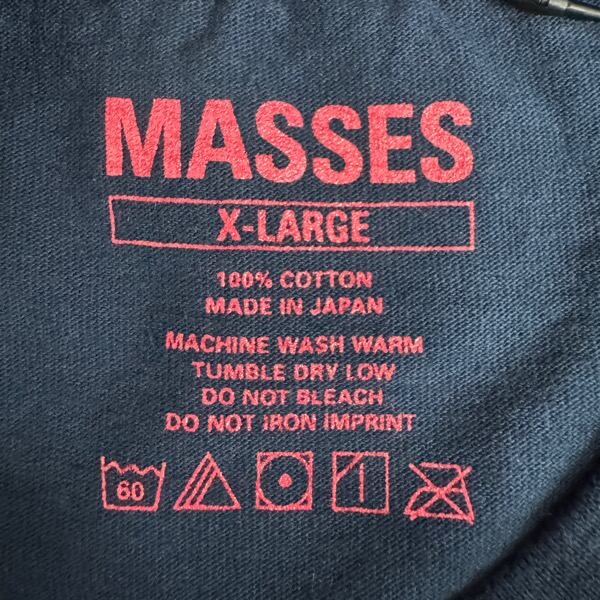 MASSES
X-LARGE
100% COTTON
MADE IN JAPAN
MACHINE WASH WARM
TUMBLE DRY LOW
DO NOT BLEACH
DO NOT IRON IMPRINT
60